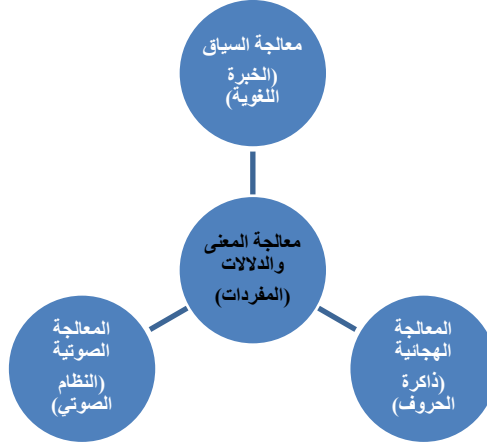 معالجة السياق
(الخبرة
اللغوية)
معالجة المعنى
والدلالات
(المفردات)
المعالجة
الهجائية
(ذاكرة
الحروف)
المعالجة
الصوتية
(النظام
الصوتي)